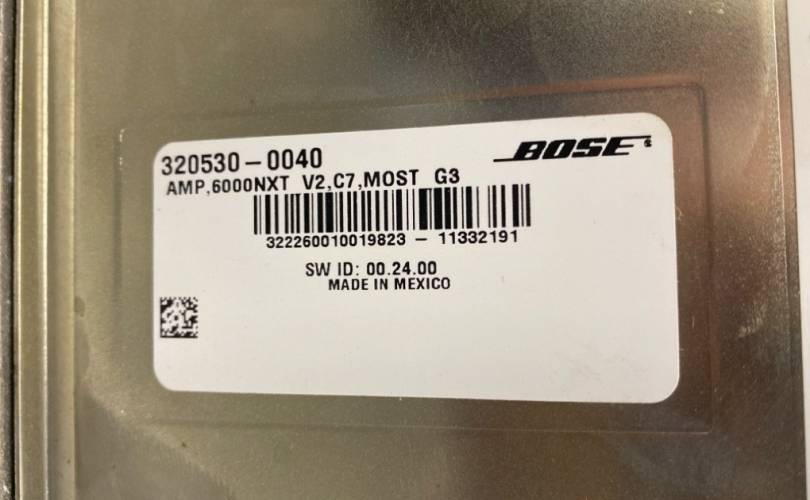 320530-0040
BOSE
AMP,6000NXT V2,C7,MOST G3
322260010019823 - 11332191
SW ID: 00.24.00
MADE IN MEXICO